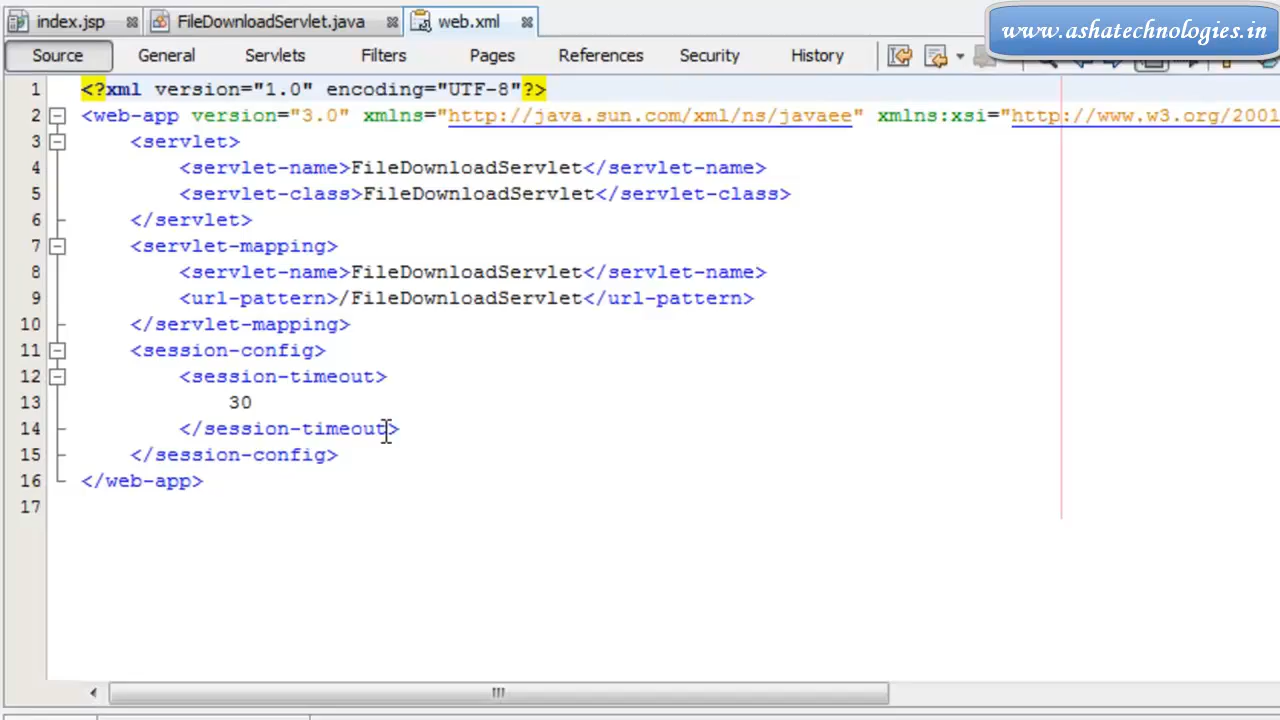 index.jsp FileDownloadServlet.java web.xml
www.ashatechnologies.in
Source General Servlets Filters Pages References Security History
1 <?xml version="1.0" encoding="UTF-8"?>
2 <web-app version="3.0" xmlns="http://java.sun.com/xml/ns/javaee" xmlns:xsi="http://www.w3.org/2001
3 <servlet>
4 <servlet-name>FileDownloadServlet</servlet-name>
5 <servlet-class>FileDownloadServlet</servlet-class>
6 </servlet>
7 <servlet-mapping>
8 <servlet-name>FileDownloadServlet</servlet-name>
9 <url-pattern>/FileDownloadServlet</url-pattern>
10 </servlet-mapping>
11 <session-config>
12 <session-timeout>
13 30
14 </session-timeout>
15 </session-config>
16 </web-app>
17